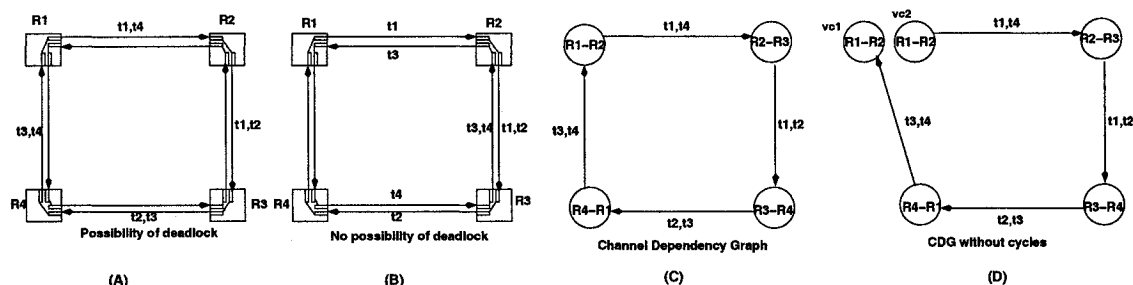 R1
t1,t4
R2
t3,t4
t1,t2
R4
t2,t3
R3
Possibility of deadlock
(A)
R1
t1
R2
t3
t3,t4
t1,t2
R4
t4
t2
R3
No possibility of deadlock
(B)
R1-R2
t1,t4
R2-R3
t3,t4
t1,t2
R4-R1
t2,t3
R3-R4
Channel Dependency Graph
(C)
vc1
vc2
R1-R2
R1-R2
t1,t4
R2-R3
t3,t4
t1,t2
R4-R1
t2,t3
R3-R4
CDG without cycles
(D)